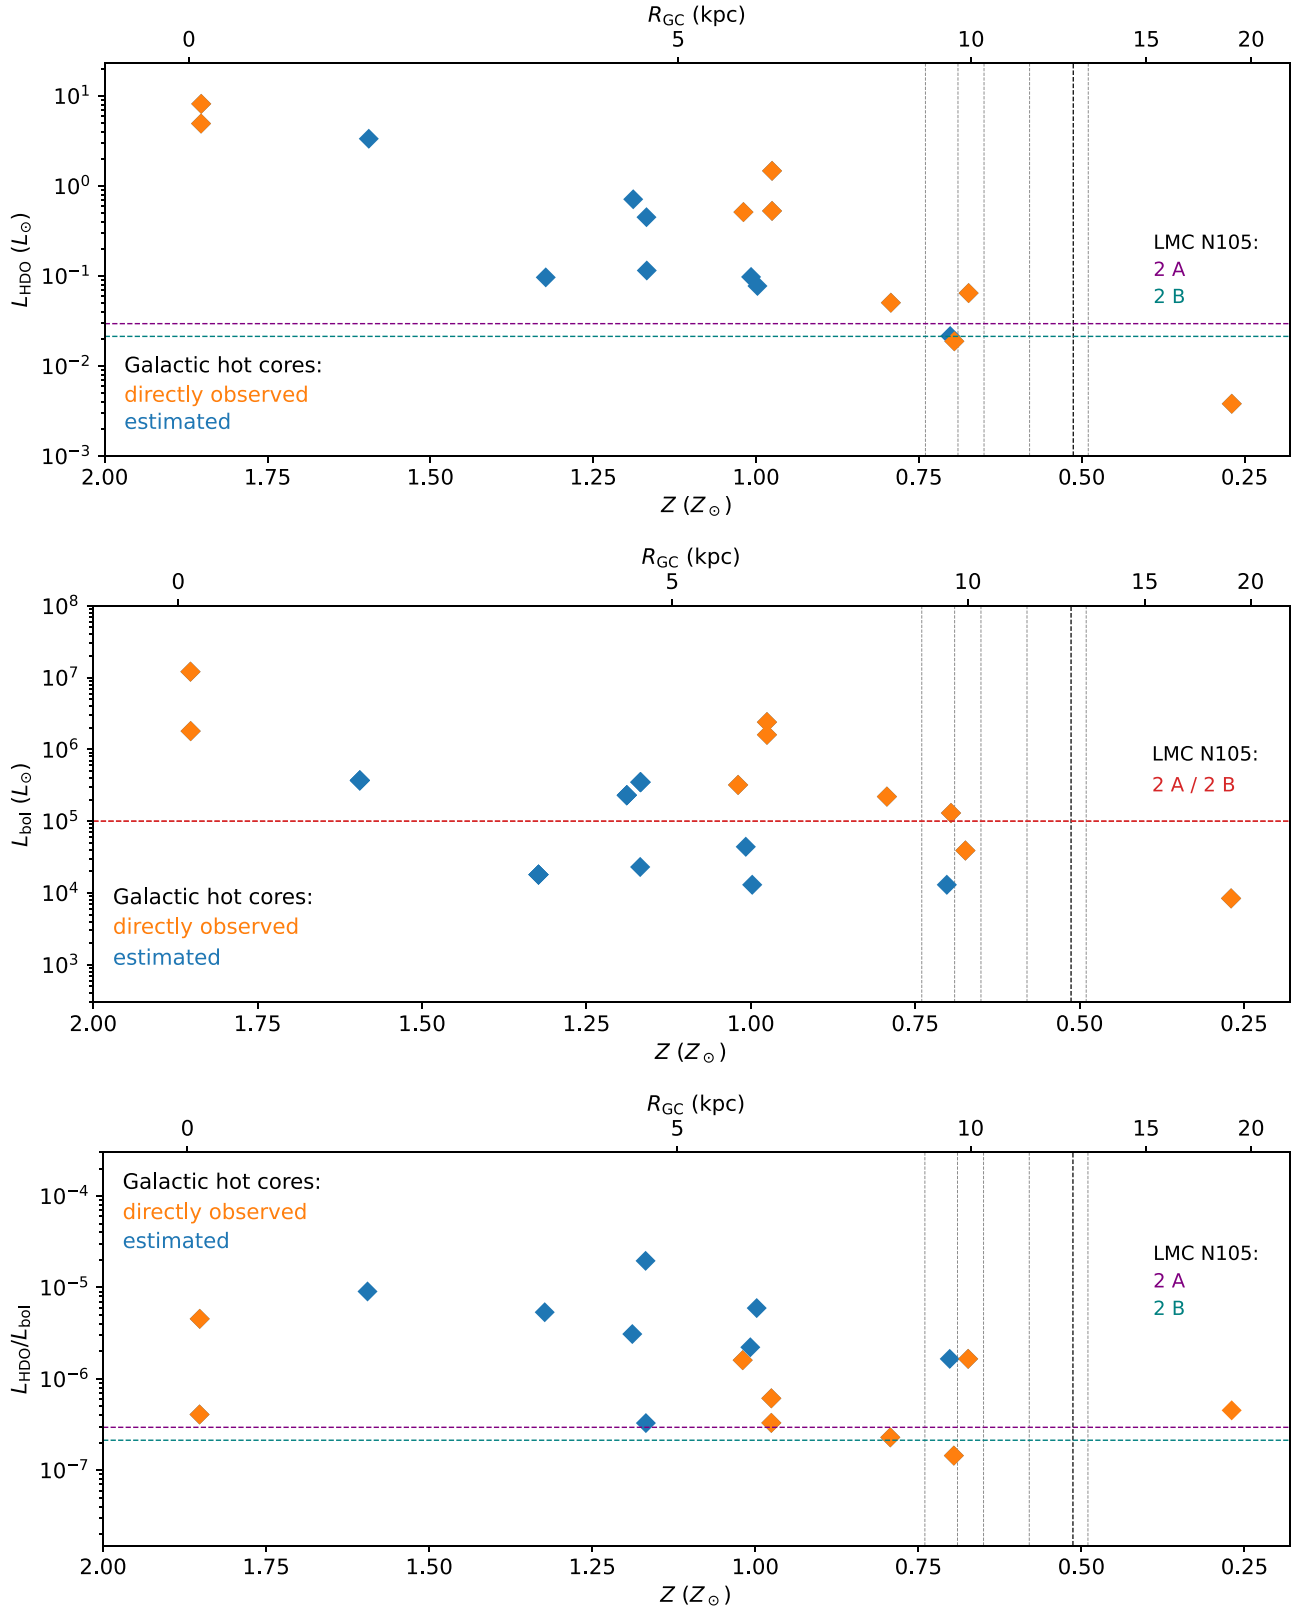 R_GC (kpc)
0 5 10 15 20
10^1
10^0
10^-1
10^-2
10^-3
L_HDO (L_⊙)
LMC N105:
2 A
2 B
Galactic hot cores:
directly observed
estimated
2.00 1.75 1.50 1.25 1.00 0.75 0.50 0.25
Z (Z_⊙)
R_GC (kpc)
0 5 10 15 20
10^8
10^7
10^6
10^5
10^4
10^3
L_bol (L_⊙)
LMC N105:
2 A / 2 B
Galactic hot cores:
directly observed
estimated
2.00 1.75 1.50 1.25 1.00 0.75 0.50 0.25
Z (Z_⊙)
R_GC (kpc)
0 5 10 15 20
Galactic hot cores:
directly observed
estimated
10^-4
10^-5
10^-6
10^-7
L_HDO/L_bol
LMC N105:
2 A
2 B
2.00 1.75 1.50 1.25 1.00 0.75 0.50 0.25
Z (Z_⊙)